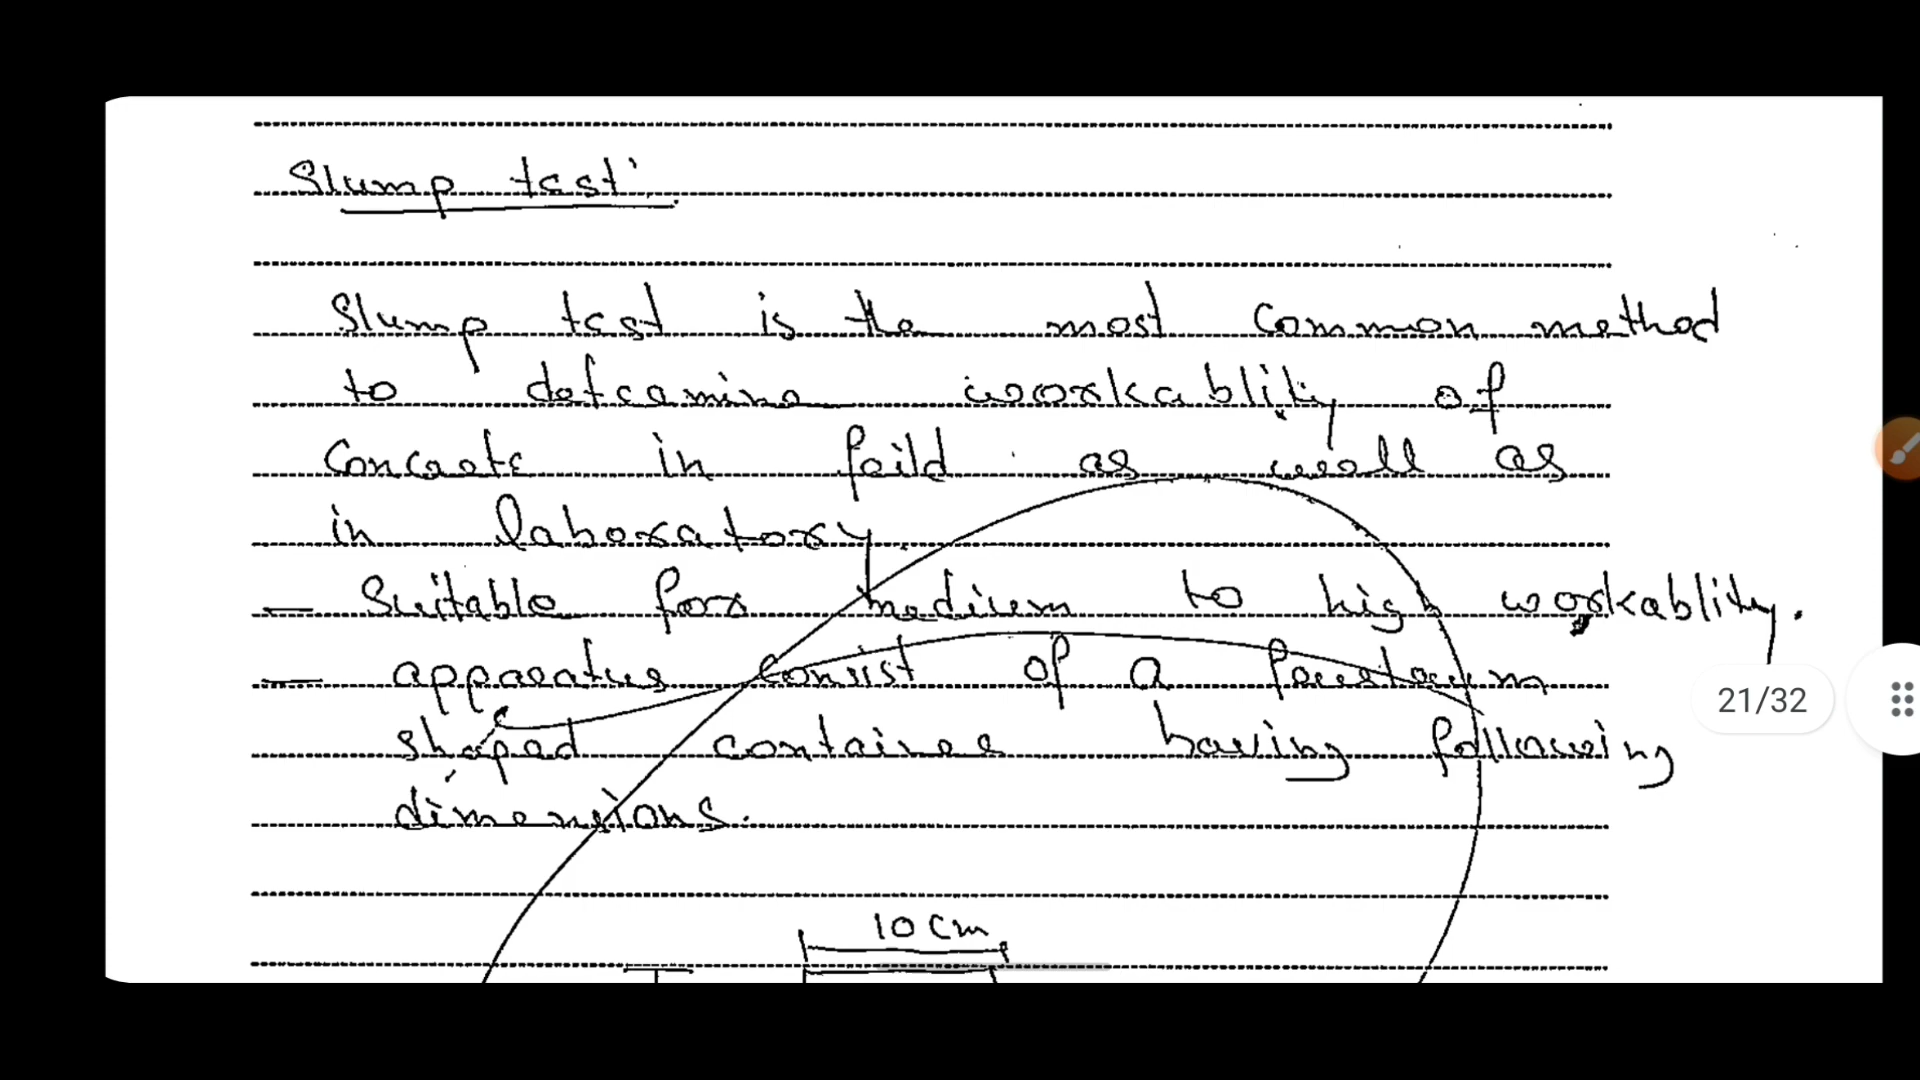 Slump test
Slump test is the most common method
to determine workablity of
concrete in feild as well as
in laboratory.
— Suitable for medium to high workablity.
— apparatus consist of a froustoum
shaped container having following
dimensions.
10 cm
21/32